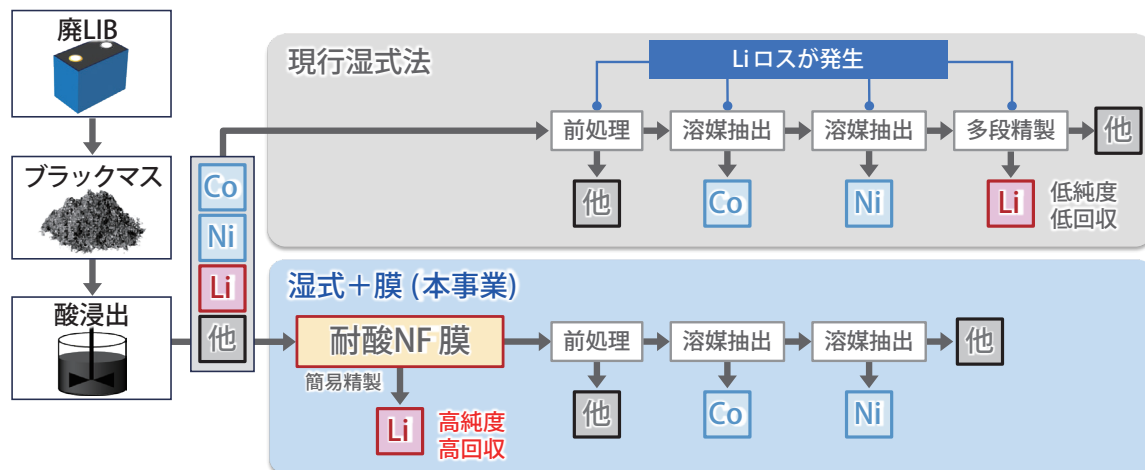 廃LIB
ブラックマス
酸浸出
Co
Ni
Li
他
現行湿式法
Liロスが発生
前処理
溶媒抽出
溶媒抽出
多段精製
他
他
Co
Ni
Li
低純度
低回収
湿式+膜 (本事業)
耐酸NF膜
前処理
溶媒抽出
溶媒抽出
他
簡易精製
Li
高純度
高回収
他
Co
Ni